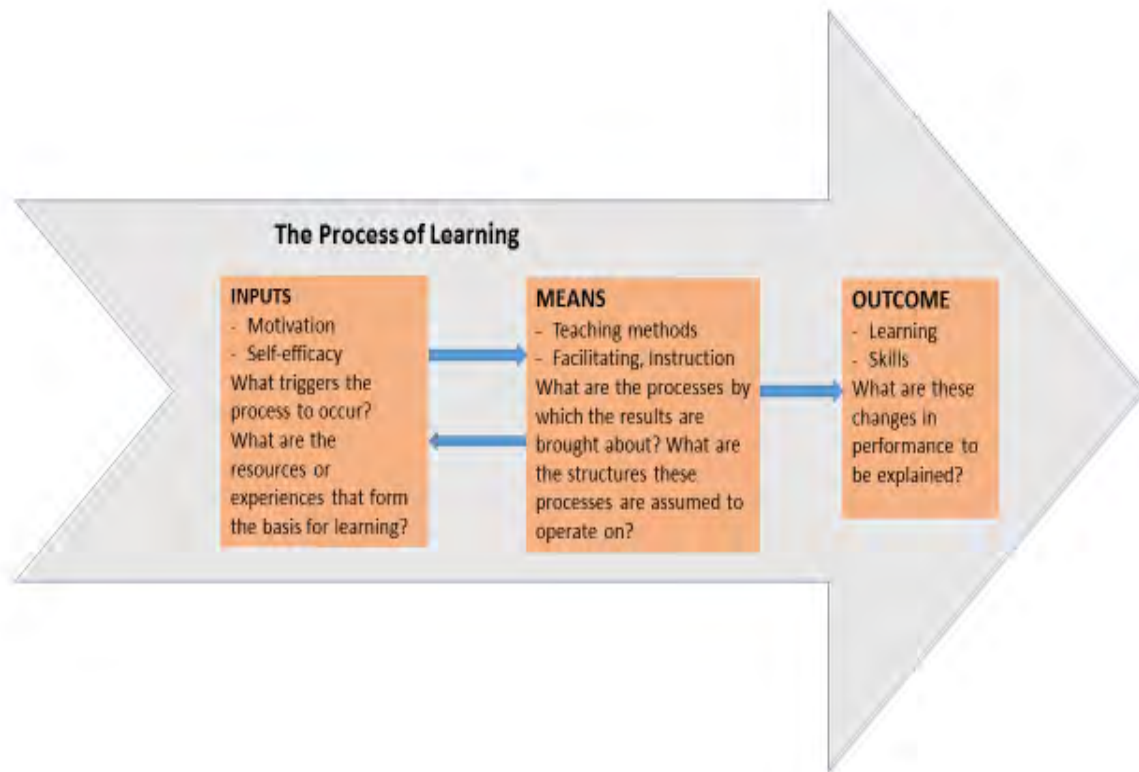 The Process of Learning
INPUTS
- Motivation
- Self-efficacy
What triggers the
process to occur?
What are the
resources or
experiences that form
the basis for learning?
MEANS
- Teaching methods
- Facilitating, Instruction
What are the processes by
which the results are
brought about? What are
the structures these
processes are assumed to
operate on?
OUTCOME
- Learning
- Skills
What are these
changes in
performance to
be explained?